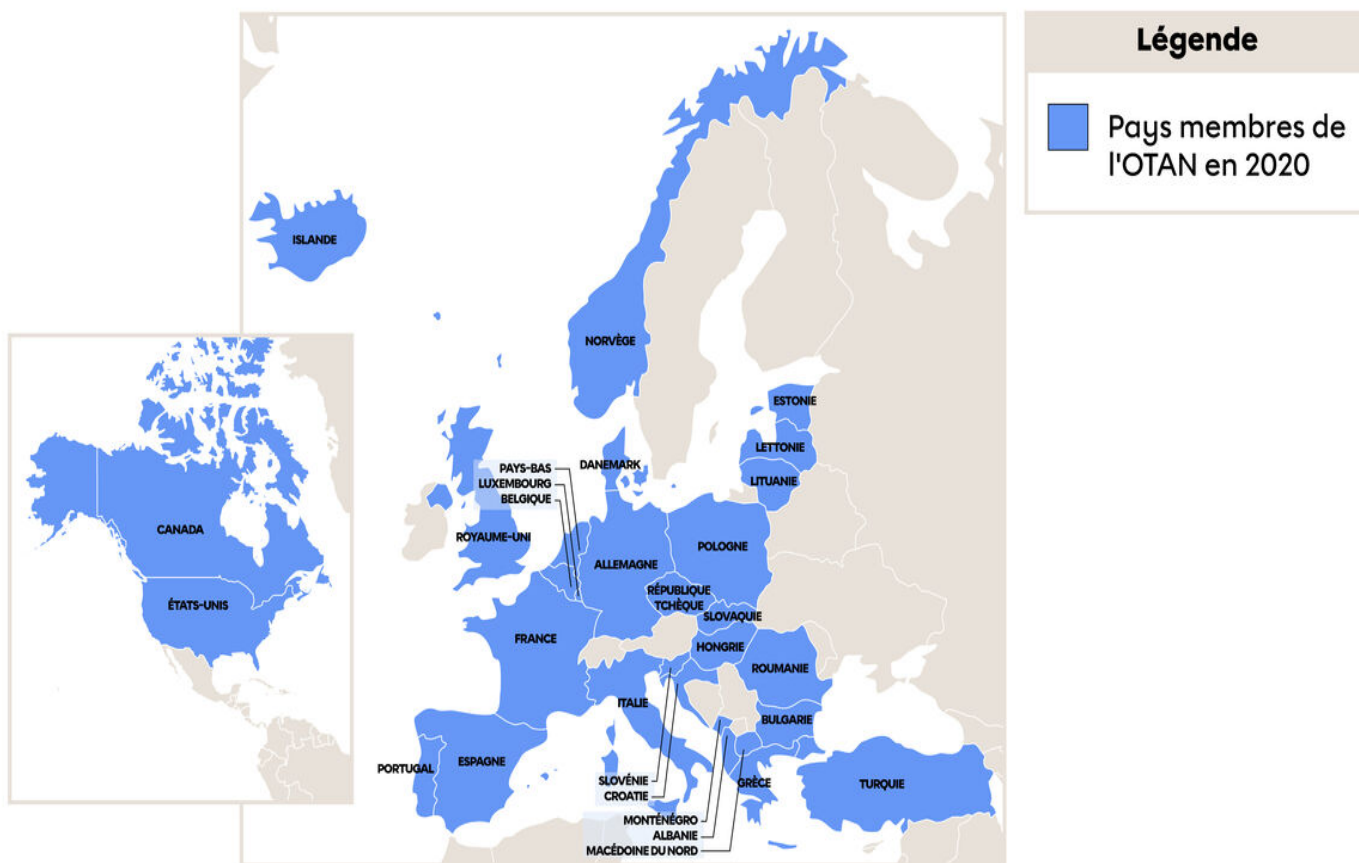 Légende
Pays membres de
l'OTAN en 2020
ISLANDE
NORVÈGE
ESTONIE
LETTONIE
LITUANIE
DANEMARK
PAYS-BAS
LUXEMBOURG
BELGIQUE
ROYAUME-UNI
CANADA
ÉTATS-UNIS
ALLEMAGNE
POLOGNE
RÉPUBLIQUE
TCHÈQUE
SLOVAQUIE
FRANCE
HONGRIE
ROUMANIE
ITALIE
BULGARIE
PORTUGAL
ESPAGNE
SLOVÉNIE
CROATIE
GRÈCE
TURQUIE
MONTÉNÉGRO
ALBANIE
MACÉDOINE DU NORD